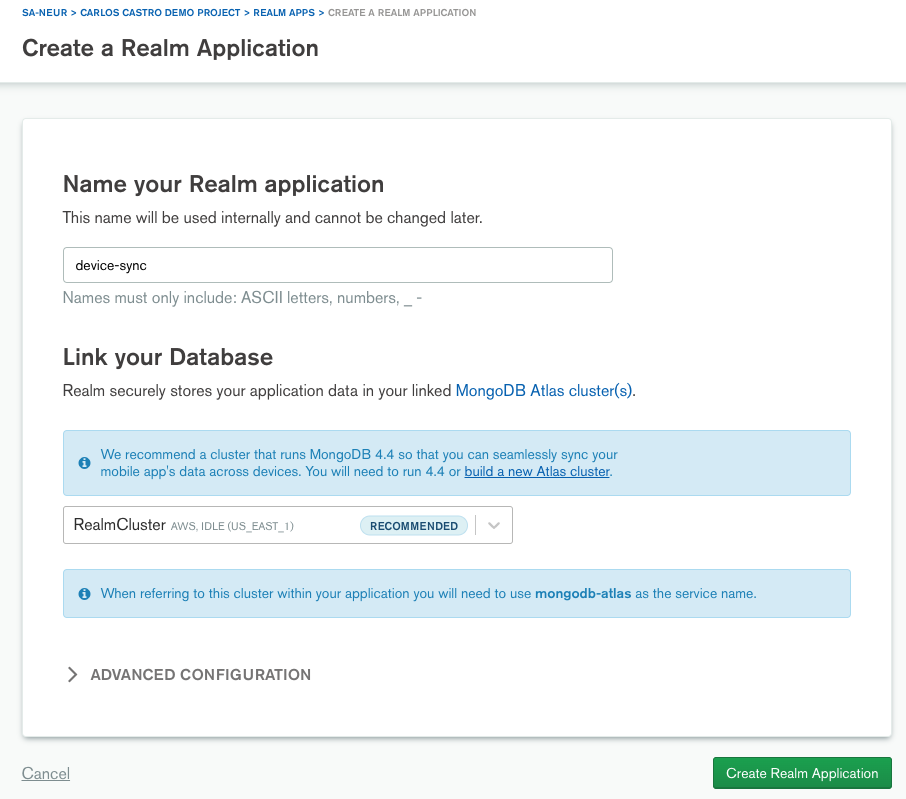 SA-NEUR > CARLOS CASTRO DEMO PROJECT > REALM APPS > CREATE A REALM APPLICATION
Create a Realm Application
Name your Realm application
This name will be used internally and cannot be changed later.
device-sync
Names must only include: ASCII letters, numbers, _ -
Link your Database
Realm securely stores your application data in your linked MongoDB Atlas cluster(s).
We recommend a cluster that runs MongoDB 4.4 so that you can seamlessly sync your
mobile app's data across devices. You will need to run 4.4 or build a new Atlas cluster.
RealmCluster AWS, IDLE (US_EAST_1) RECOMMENDED
When referring to this cluster within your application you will need to use mongodb-atlas as the service name.
ADVANCED CONFIGURATION
Cancel
Create Realm Application